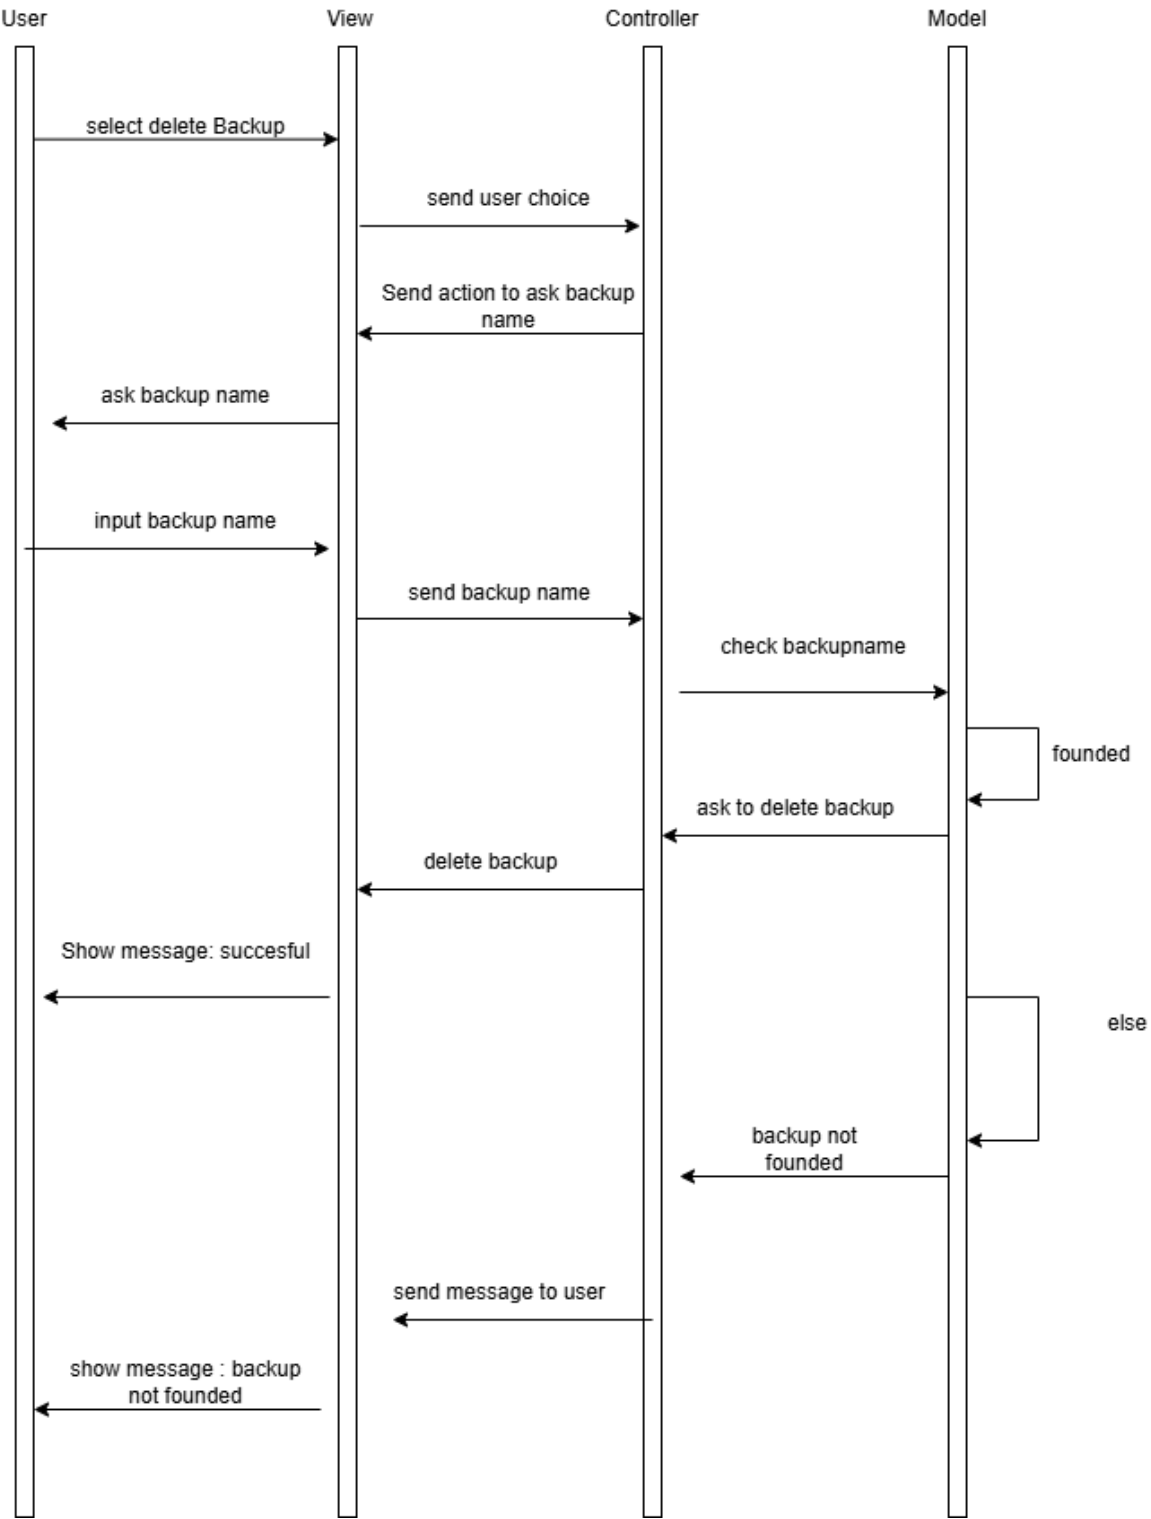 User
View
Controller
Model
select delete Backup
send user choice
Send action to ask backup
name
ask backup name
input backup name
send backup name
check backupname
founded
ask to delete backup
delete backup
Show message: succesful
else
backup not
founded
send message to user
show message : backup
not founded